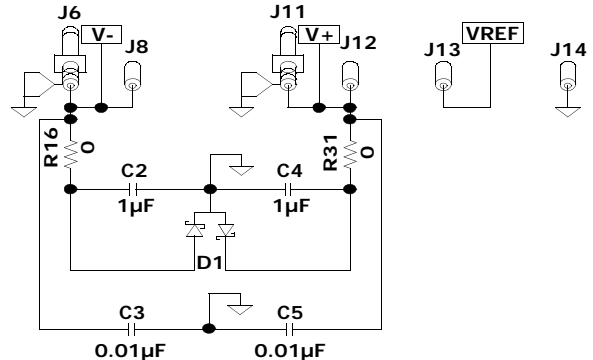 J6
V-
J8
J11
V+
J12
J13
VREF
J14
R16
0
R31
0
C2
1µF
C4
1µF
D1
C3
0.01µF
C5
0.01µF